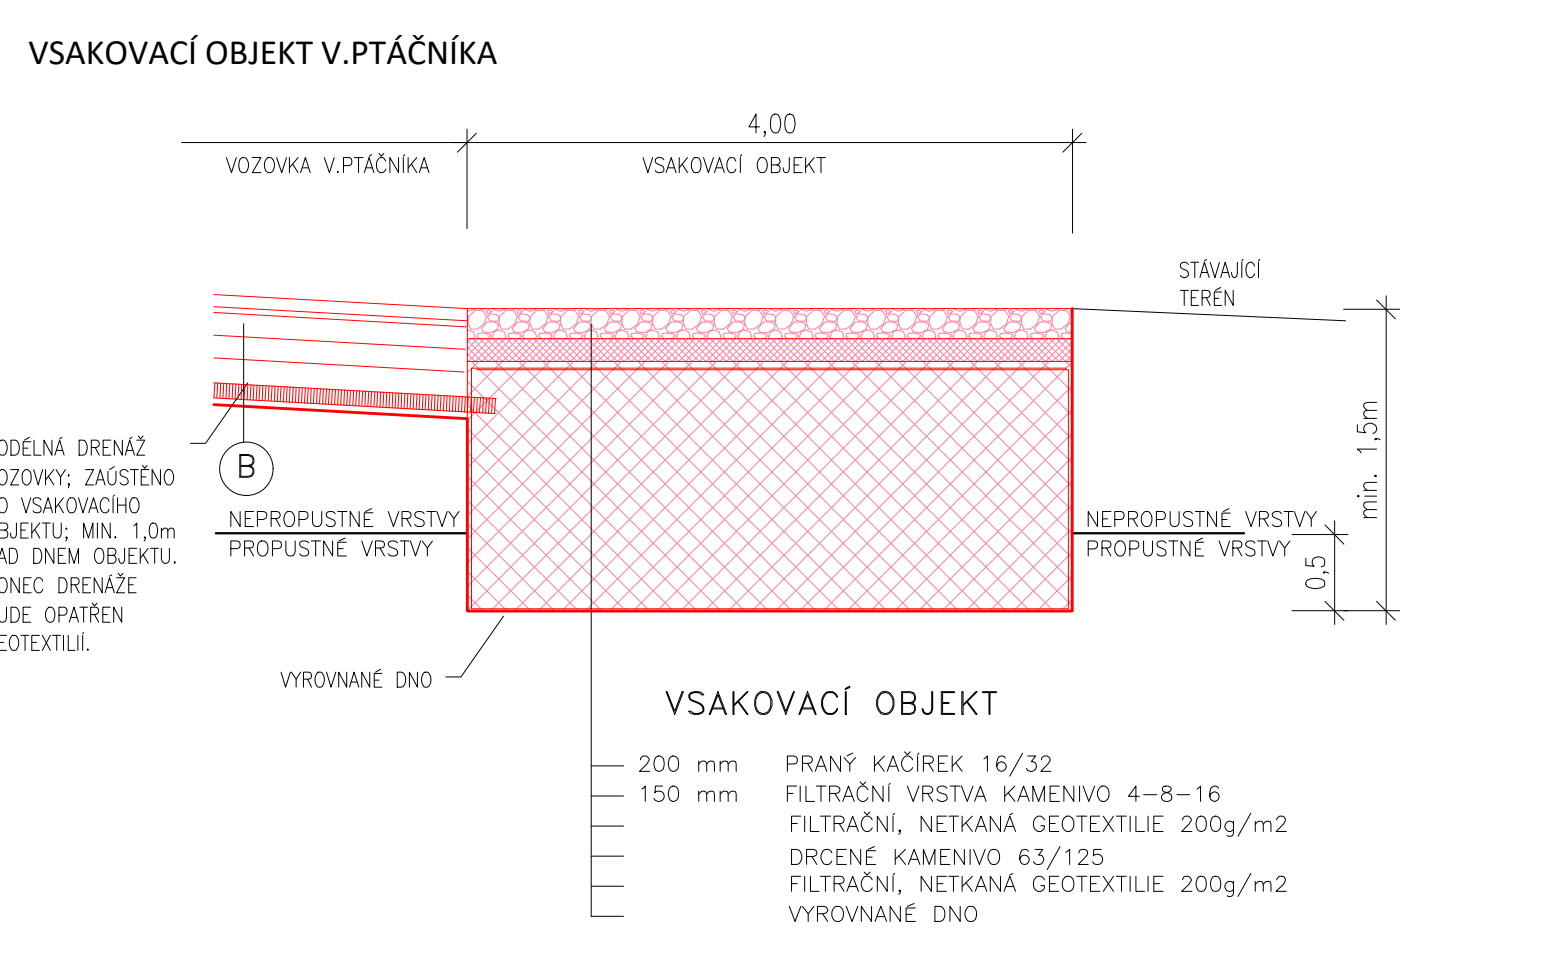 VSAKOVACÍ OBJEKT V.PTÁČNÍKA
4,00
VOZOVKA V.PTÁČNÍKA
VSAKOVACÍ OBJEKT
STÁVAJÍCÍ
TERÉN
min. 1,5m
ODÉLNÁ DRENÁŽ
OZOVKY; ZAÚSTĚNO
O VSAKOVACÍHO
BJEKTU; MIN. 1,0m
AD DNEM OBJEKTU.
ONEC DRENÁŽE
UDE OPATŘEN
EOTEXTILIÍ.
B
NEPROPUSTNÉ VRSTVY
PROPUSTNÉ VRSTVY
NEPROPUSTNÉ VRSTVY
PROPUSTNÉ VRSTVY
0,5
VYROVNANÉ DNO
VSAKOVACÍ OBJEKT
200 mm PRANÝ KAČÍREK 16/32
150 mm FILTRAČNÍ VRSTVA KAMENIVO 4-8-16
FILTRAČNÍ, NETKANÁ GEOTEXTILIE 200g/m2
DRCENÉ KAMENIVO 63/125
FILTRAČNÍ, NETKANÁ GEOTEXTILIE 200g/m2
VYROVNANÉ DNO